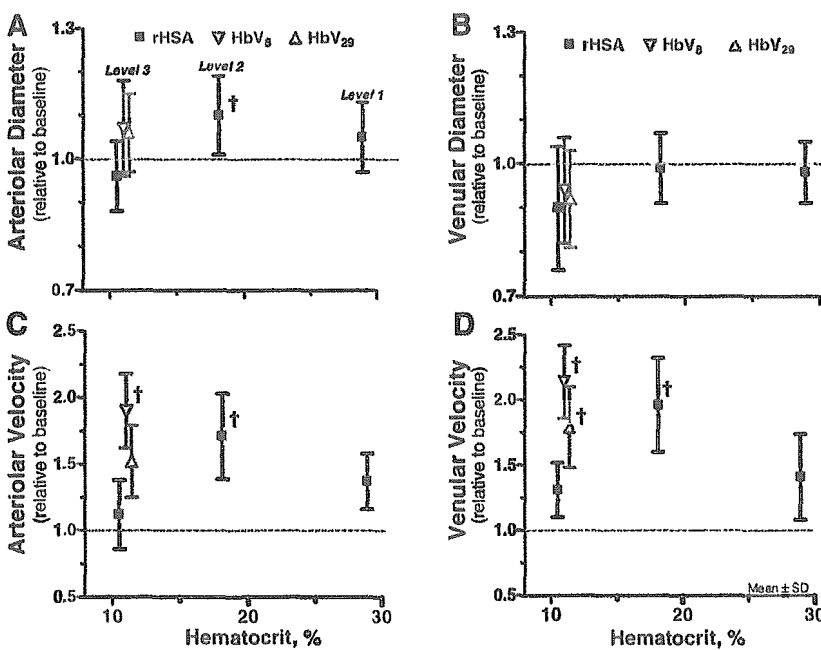 A
Arteriolar Diameter
(relative to baseline)
1.3
1.0
0.7
rHSA HbV8 HbV29
Level 3
Level 2
Level 1
†
B
Venular Diameter
(relative to baseline)
1.3
1.0
0.7
rHSA HbV8 HbV29
10 20 30
C
Arteriolar Velocity
(relative to baseline)
2.5
2.0
1.5
1.0
0.5
†
†
10 20 30
Hematocrit, %
D
Venular Velocity
(relative to baseline)
2.5
2.0
1.5
1.0
0.5
†
†
†
Mean ± SD
10 20 30
Hematocrit, %